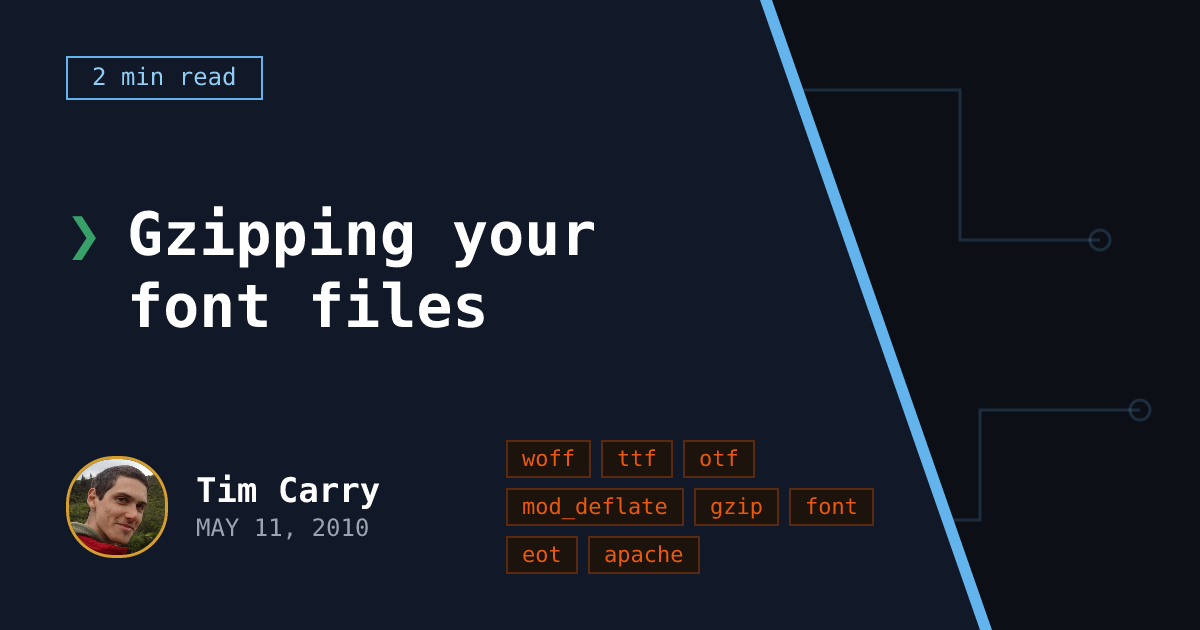 2 min read
❯ Gzipping your
font files
Tim Carry
MAY 11, 2010
woff ttf otf
mod_deflate gzip font
eot apache